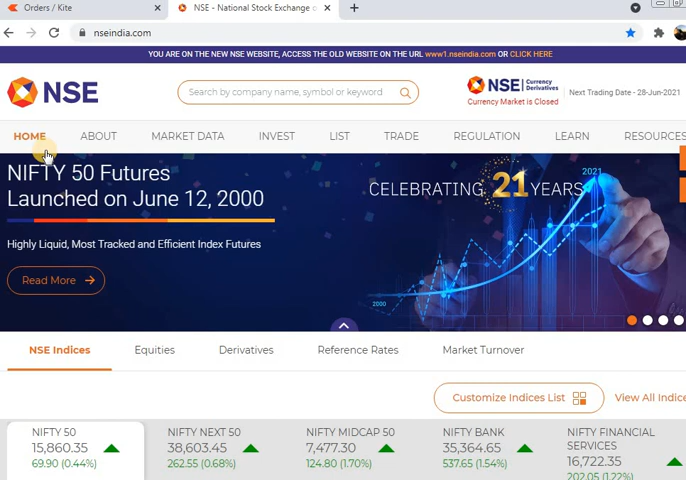 Orders / Kite
NSE - National Stock Exchange o
nseindia.com
YOU ARE ON THE NEW NSE WEBSITE, ACCESS THE OLD WEBSITE ON THE URL www1.nseindia.com OR CLICK HERE
NSE
Search by company name, symbol or keyword
NSE Currency Derivatives
Currency Market is Closed
Next Trading Date - 28-Jun-2021
HOME ABOUT MARKET DATA INVEST LIST TRADE REGULATION LEARN RESOURCES
NIFTY 50 Futures
Launched on June 12, 2000
Highly Liquid, Most Tracked and Efficient Index Futures
Read More
CELEBRATING 21 YEARS
2021
2000
NSE Indices Equities Derivatives Reference Rates Market Turnover
Customize Indices List View All Indice
NIFTY 50
15,860.35
69.90 (0.44%)
NIFTY NEXT 50
38,603.45
262.55 (0.68%)
NIFTY MIDCAP 50
7,477.30
124.80 (1.70%)
NIFTY BANK
35,364.65
537.65 (1.54%)
NIFTY FINANCIAL
SERVICES
16,722.35
202.05 (1.22%)